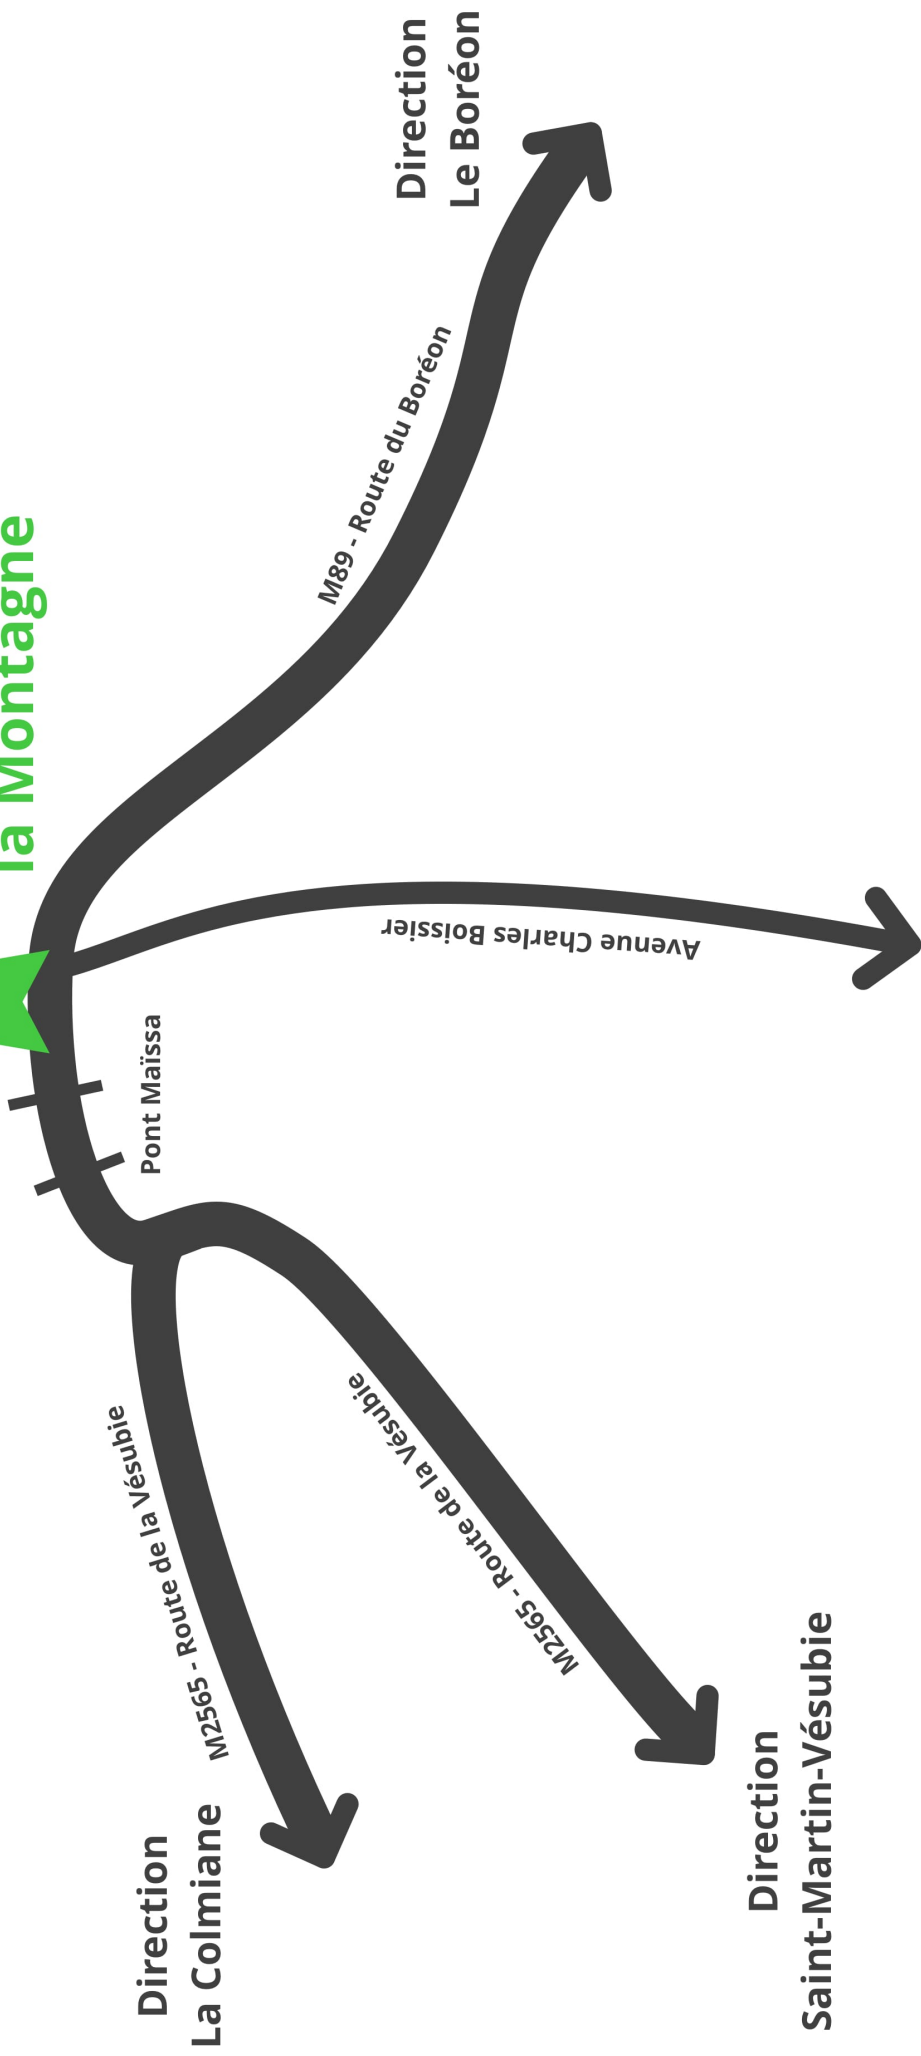 la Montagne
Direction
Le Boréon
M89 - Route du Boréon
Avenue Charles Boissier
Pont Maïssa
M2565 - Route de la Vésubie
M2565 - Route de la Vésubie
Direction
La Colmiane
Direction
Saint-Martin-Vésubie